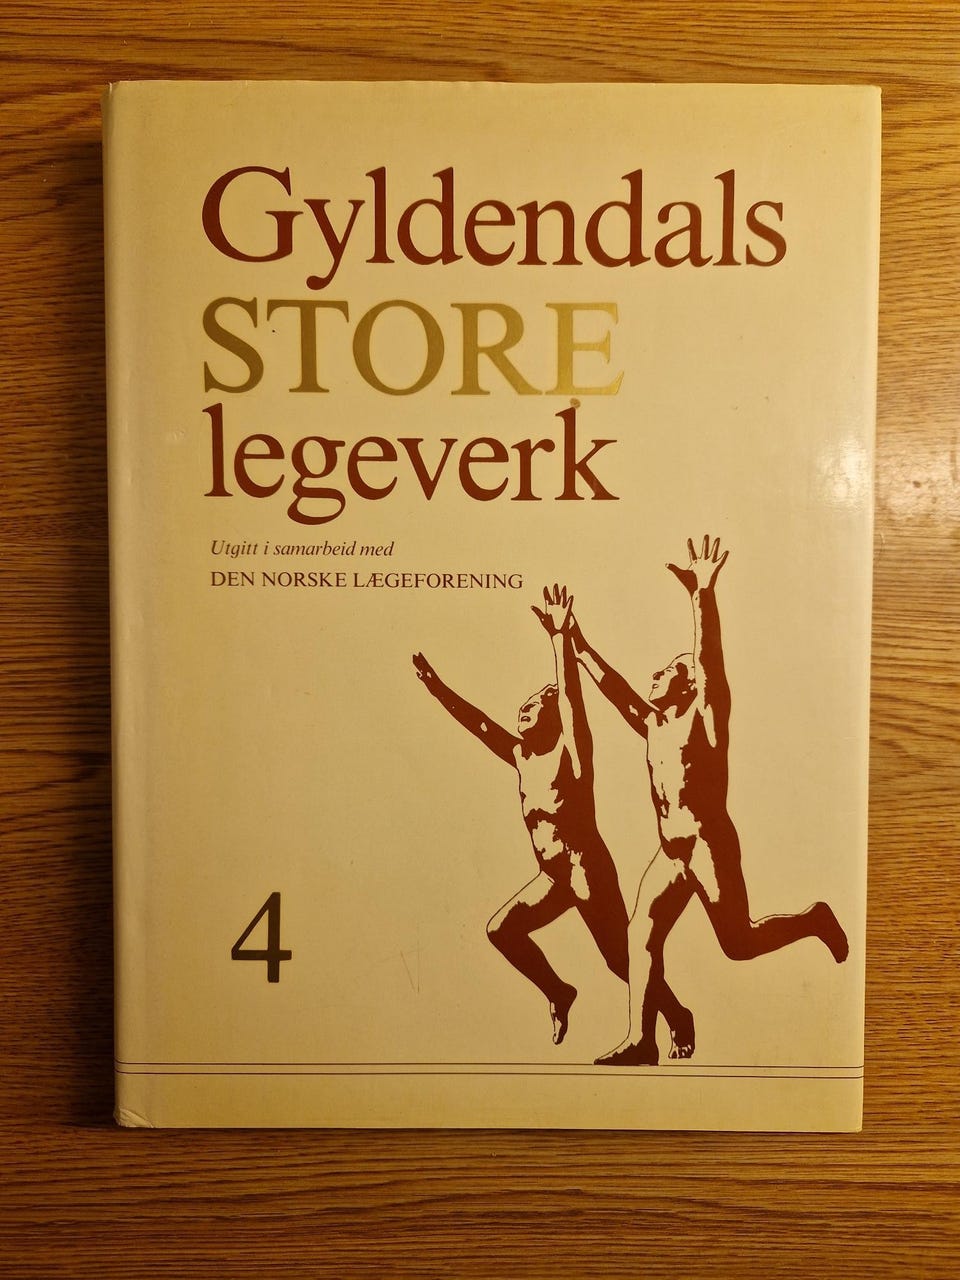 Gyldendals
STORE
legeverk
Utgitt i samarbeid med
DEN NORSKE LÆGEFORENING
4